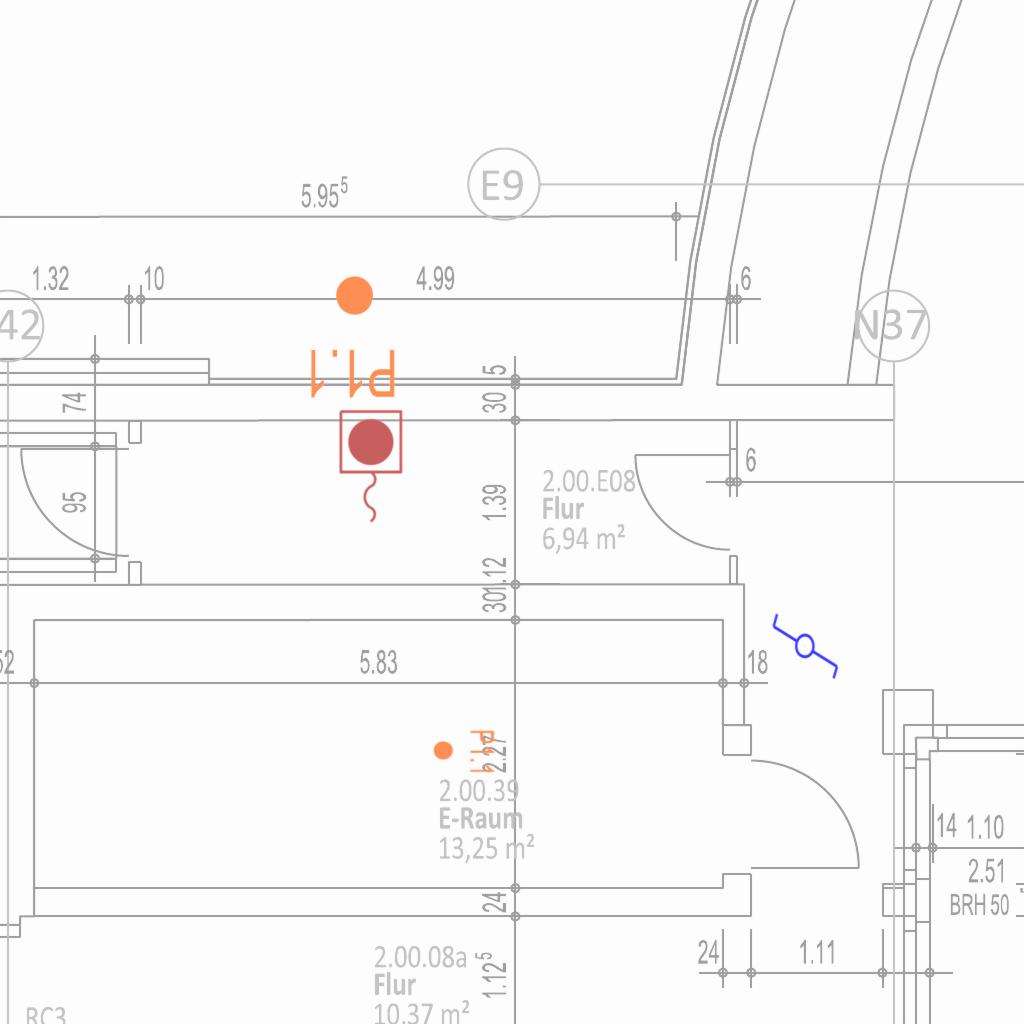 E9
5.95⁵
1.32
10
4.99
6
42
N37
P1.1
5
30
74
6
2.00.E08
Flur
6,94 m²
95
1.39
1.12
30
52
5.83
18
P1.1
2.27
2.00.39
E-Raum
13,25 m²
14
1.10
2.51
BRH 50
24
24
1.11
2.00.08a
Flur
10,37 m²
1.12⁵
RC3